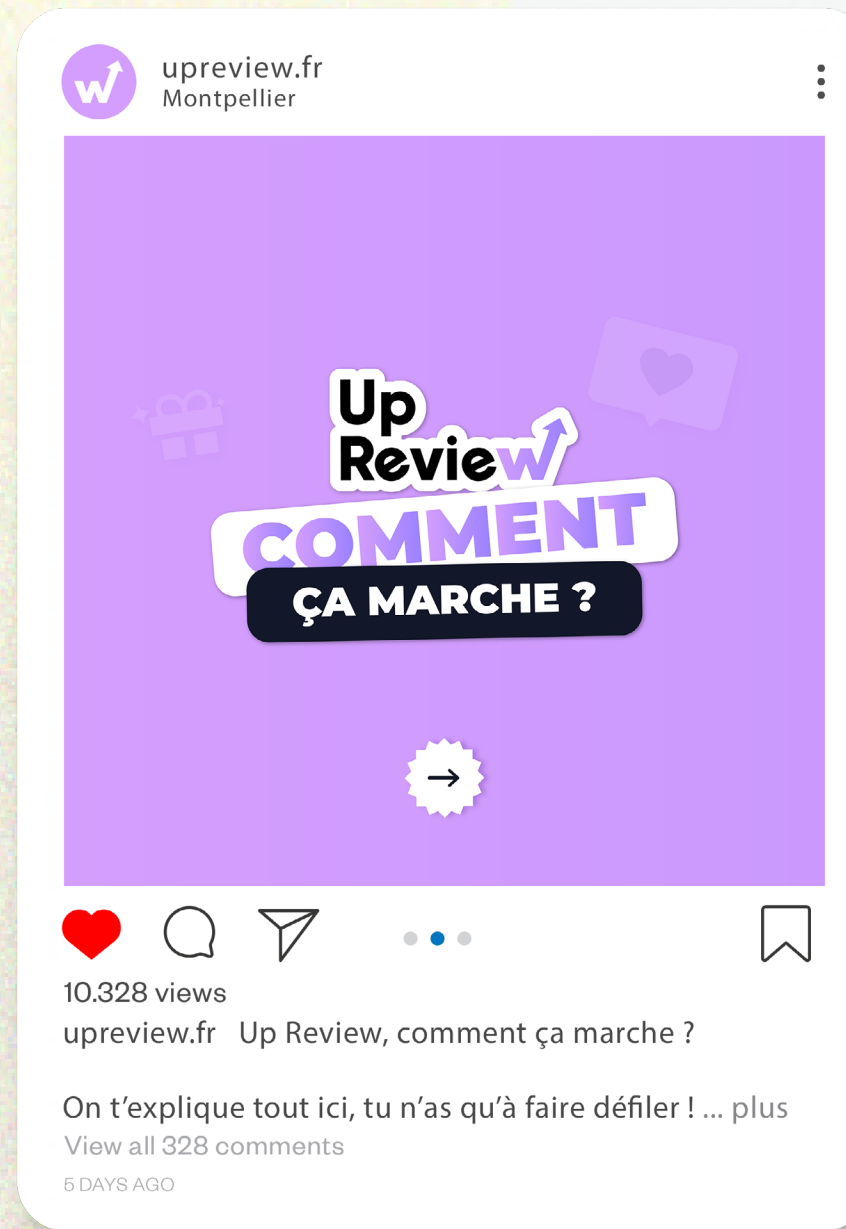 w
upreview.fr
Montpellier
Up
Review
COMMENT
ÇA MARCHE ?
10.328 views
upreview.fr Up Review, comment ça marche ?
On t’explique tout ici, tu n’as qu’à faire défiler ! ... plus
View all 328 comments
5 DAYS AGO